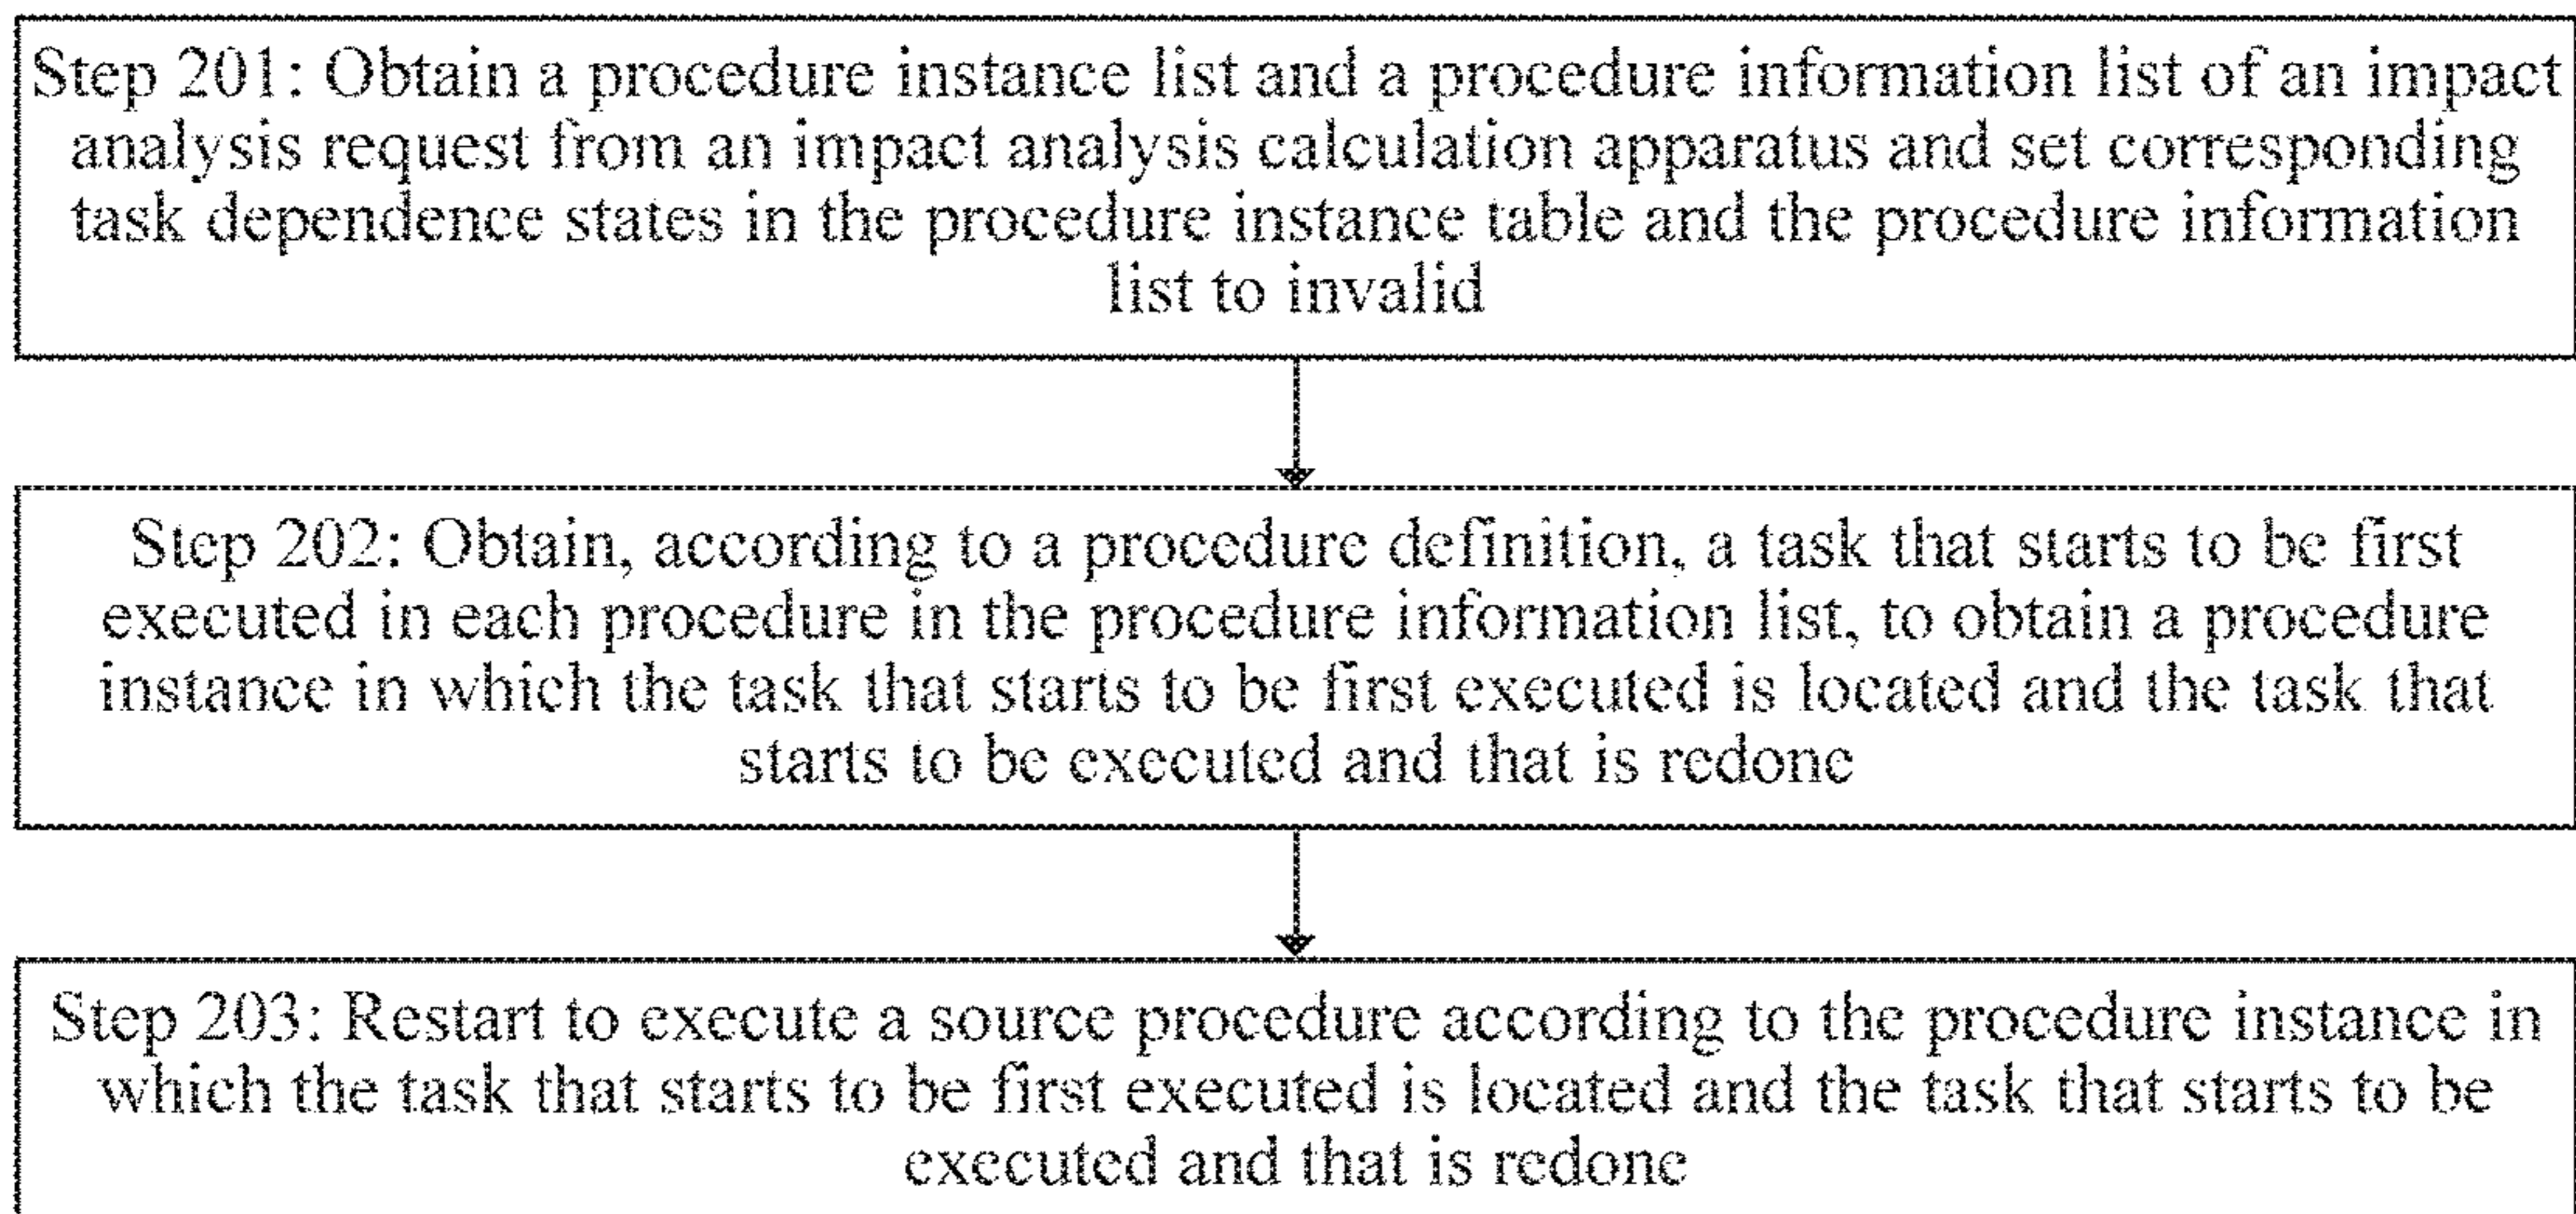 Step 201: Obtain a procedure instance list and a procedure information list of an impact
analysis request from an impact analysis calculation apparatus and set corresponding
task dependence states in the procedure instance table and the procedure information
list to invalid
Step 202: Obtain, according to a procedure definition, a task that starts to be first
executed in each procedure in the procedure information list, to obtain a procedure
instance in which the task that starts to be first executed is located and the task that
starts to be executed and that is redone
Step 203: Restart to execute a source procedure according to the procedure instance in
which the task that starts to be first executed is located and the task that starts to be
executed and that is redone